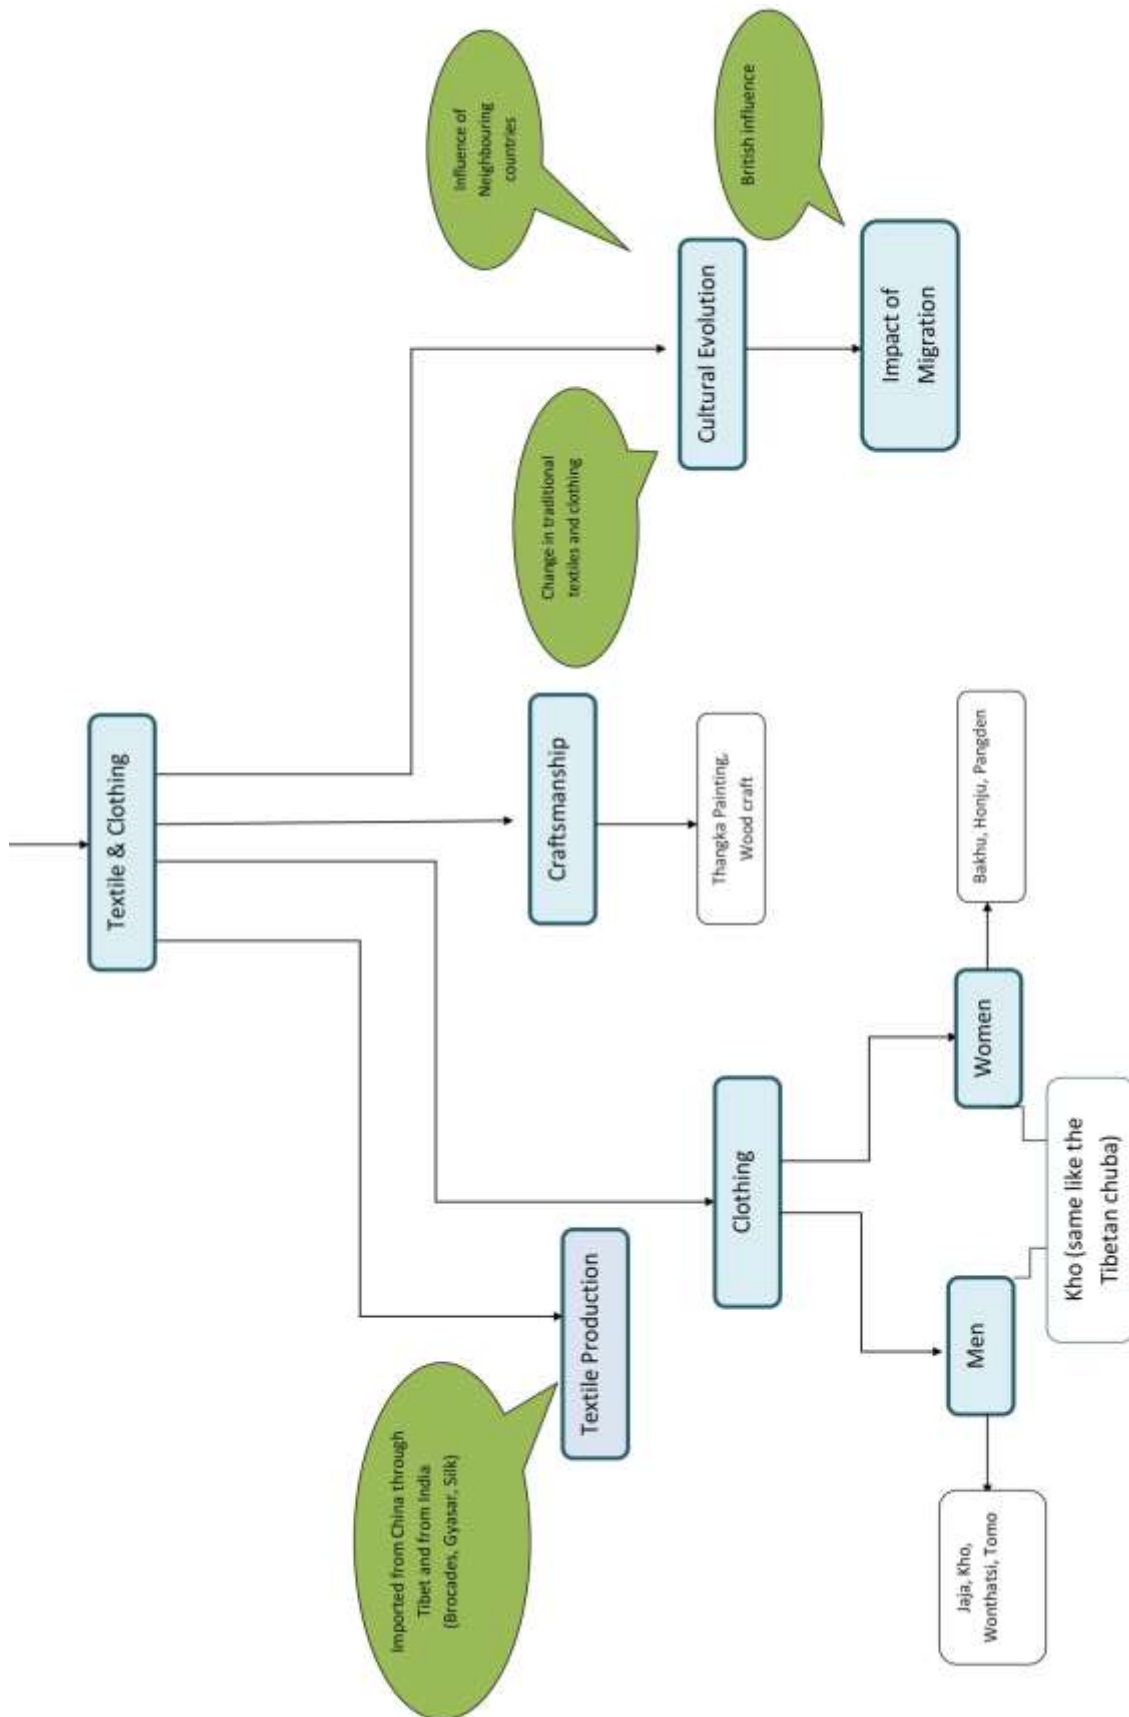 Textile & Clothing
Imported from China through
Tibet and from India
(Brocades, Gyasar, Silk)
Textile Production
Clothing
Men
Jaja, Kho,
Wonthatsi, Tomo
Women
Bakhu, Honju, Pangden
Kho (same like the
Tibetan chuba)
Craftsmanship
Thangka Painting,
Wood craft
Change in traditional
textiles and clothing
Influence of
Neighbouring
countries
Cultural Evolution
British influence
Impact of
Migration